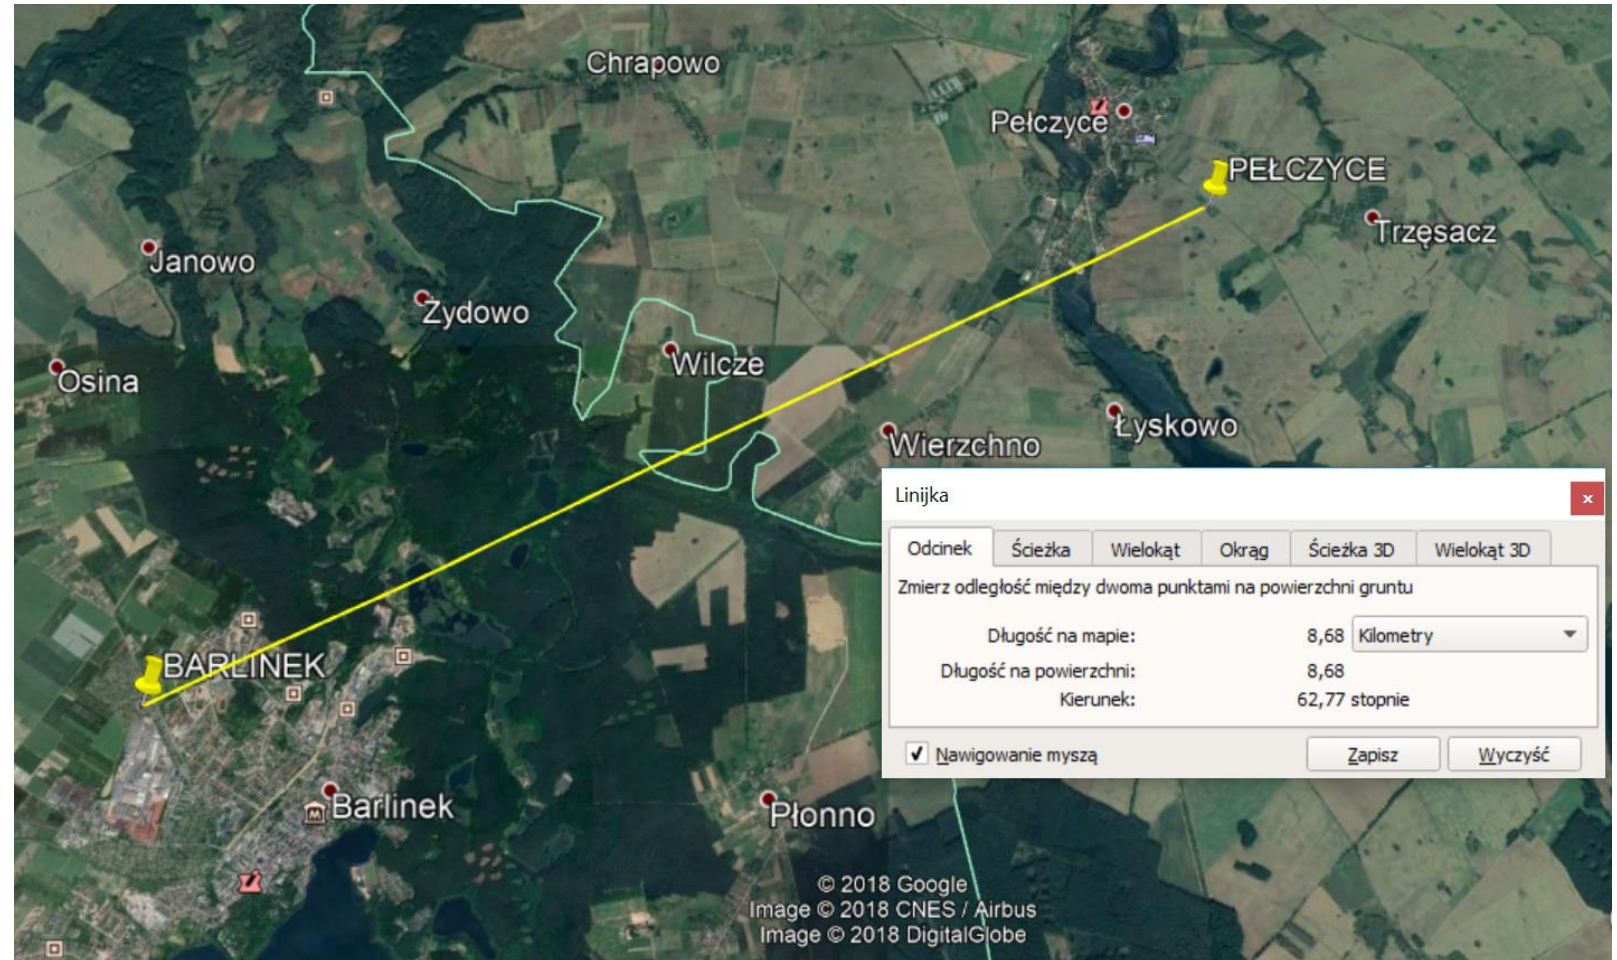 Chrapowo
Pełczyce
PEŁCZYCE
Trzęsacz
Janowo
Żydowo
Wilcze
Osina
Łyskowo
Wierzchno
Linijka
Odcinek Ścieżka Wielokąt Okrąg Ścieżka 3D Wielokąt 3D
Zmierz odległość między dwoma punktami na powierzchni gruntu
Długość na mapie: 8,68 Kilometry
Długość na powierzchni: 8,68
Kierunek: 62,77 stopnie
Nawigowanie myszą Zapisz Wyczyść
BARLINEK
Barlinek
Płonno
© 2018 Google
Image © 2018 CNES / Airbus
Image © 2018 DigitalGlobe